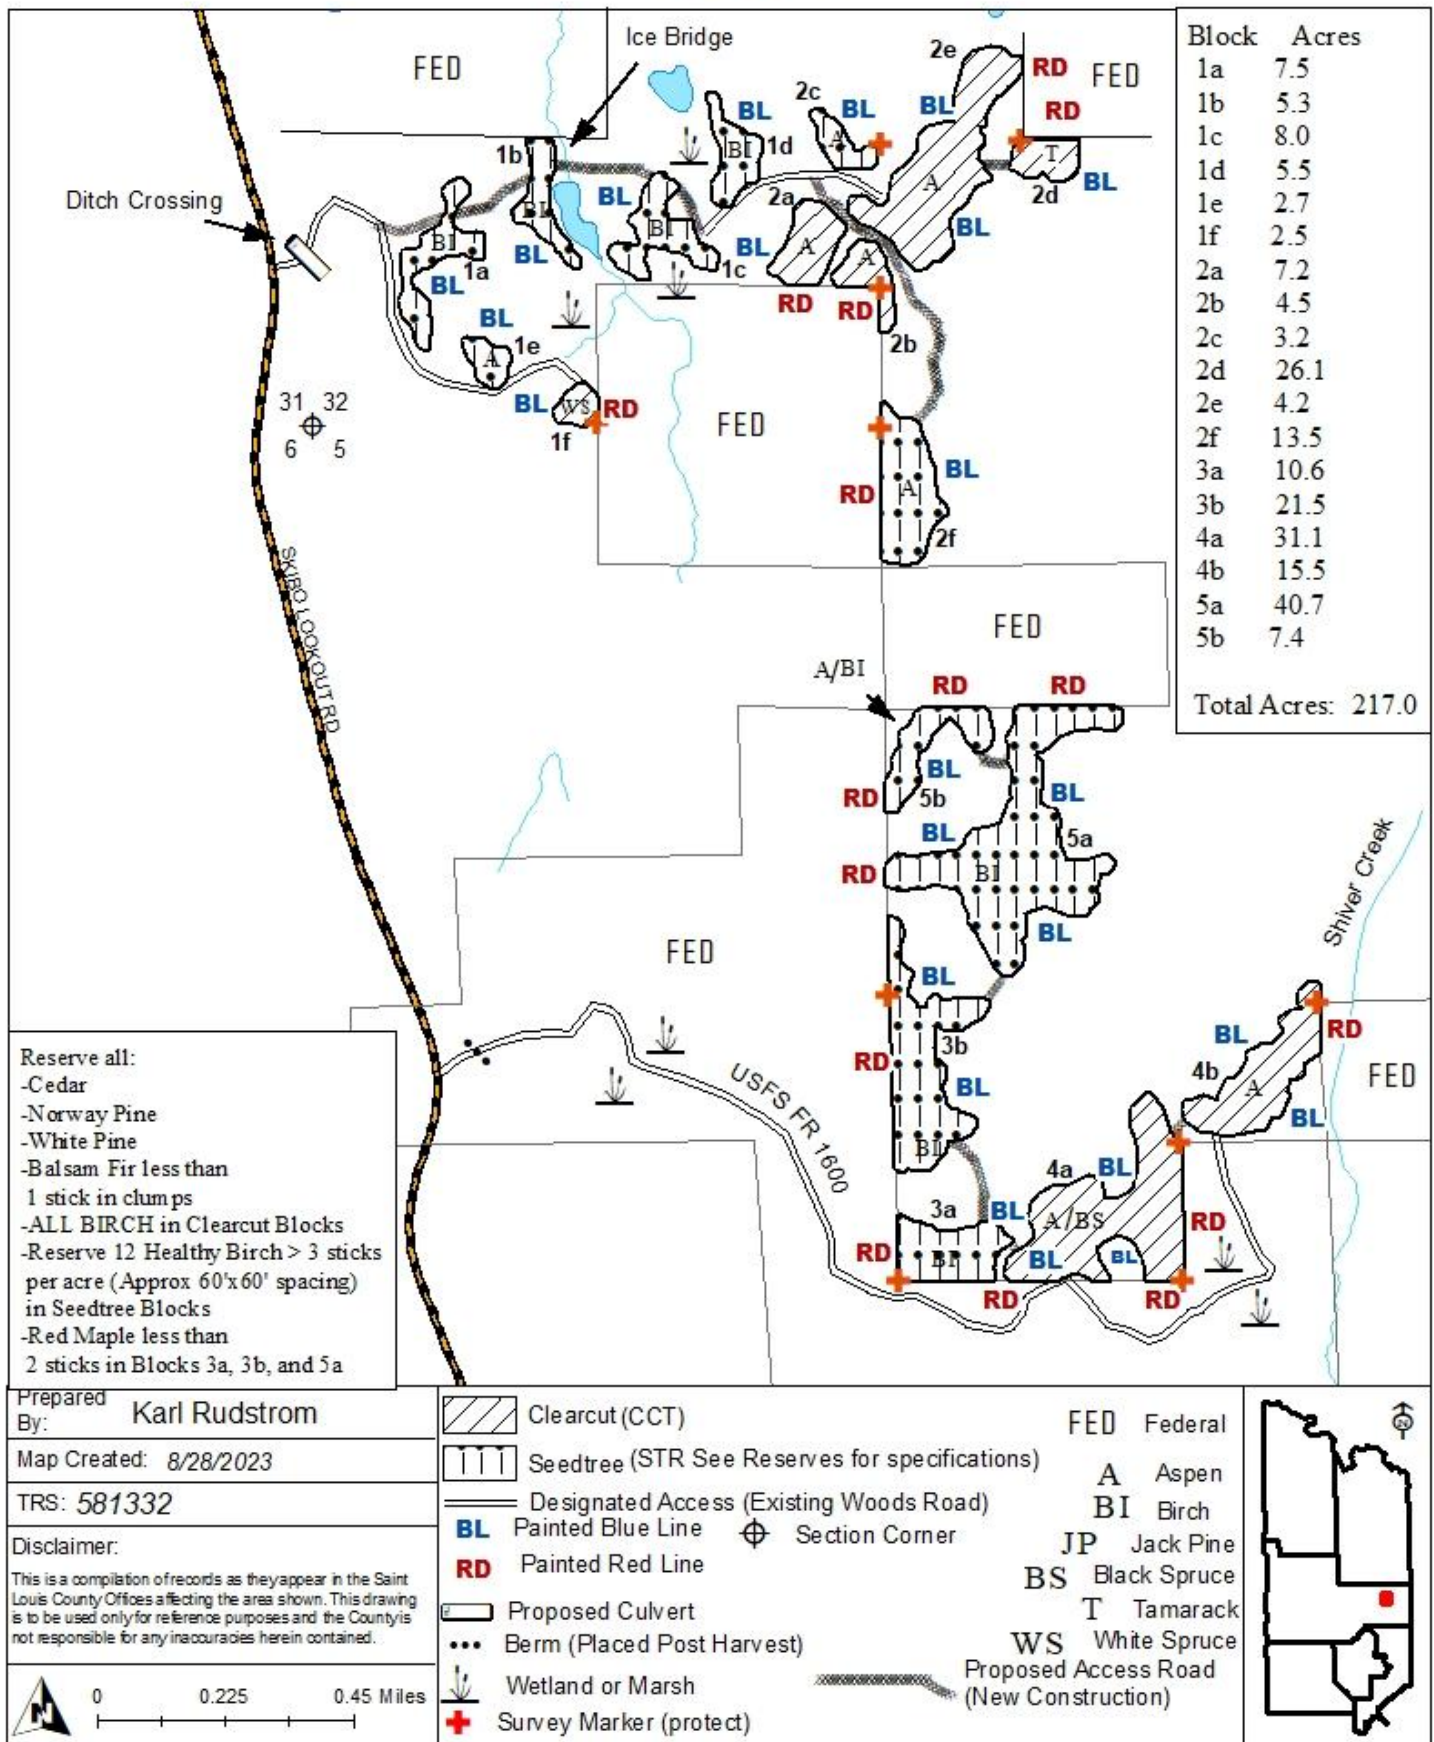 Block Acres
1a 7.5
1b 5.3
1c 8.0
1d 5.5
1e 2.7
1f 2.5
2a 7.2
2b 4.5
2c 3.2
2d 26.1
2e 4.2
2f 13.5
3a 10.6
3b 21.5
4a 31.1
4b 15.5
5a 40.7
5b 7.4
Total Acres: 217.0
Ice Bridge
FED
2e
RD
FED
2c
BL
BL
BL
RD
1b
BI
1d
A
T
Ditch Crossing
BL
2a
A
2d
BL
BI
BI
BI
BL
A
A
BL
1a
BL
1c
BL
RD
RD
BL
1e
2b
A
BL
WS
RD
1f
FED
31 32
6 5
BL
RD
A
2f
SKIBO LOOKOUT RD
FED
A/BI
RD
RD
BL
RD
5b
BL
BL
5a
RD
BI
BL
Shiver Creek
FED
BL
3b
RD
BL
BL
RD
4b
A
FED
BL
USFS FR 1600
BI
4a
BL
3a
BL
A/BS
RD
RD
BI
BL
BL
RD
RD
Reserve all:
-Cedar
-Norway Pine
-White Pine
-Balsam Fir less than
1 stick in clumps
-ALL BIRCH in Clearcut Blocks
-Reserve 12 Healthy Birch > 3 sticks
per acre (Approx 60'x60' spacing)
in Seedtree Blocks
-Red Maple less than
2 sticks in Blocks 3a, 3b, and 5a
Prepared
By: Karl Rudstrom
Map Created: 8/28/2023
TRS: 581332
Disclaimer:
This is a compilation of records as they appear in the Saint
Louis County Offices affecting the area shown. This drawing
is to be used only for reference purposes and the County is
not responsible for any inaccuracies herein contained.
N
0 0.225 0.45 Miles
Clearcut (CCT)
Seedtree (STR See Reserves for specifications)
Designated Access (Existing Woods Road)
BL Painted Blue Line
Section Corner
RD Painted Red Line
Proposed Culvert
Berm (Placed Post Harvest)
Wetland or Marsh
Survey Marker (protect)
FED Federal
A Aspen
BI Birch
JP Jack Pine
BS Black Spruce
T Tamarack
WS White Spruce
Proposed Access Road
(New Construction)